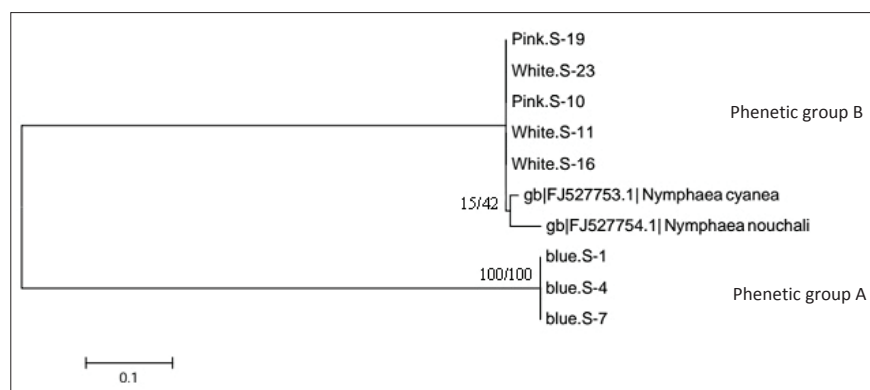 Pink.S-19
White.S-23
Pink.S-10
Phenetic group B
White.S-11
White.S-16
gb|FJ527753.1| Nymphaea cyanea
15/42
gb|FJ527754.1| Nymphaea nouchali
blue.S-1
100/100
blue.S-4
Phenetic group A
blue.S-7
0.1